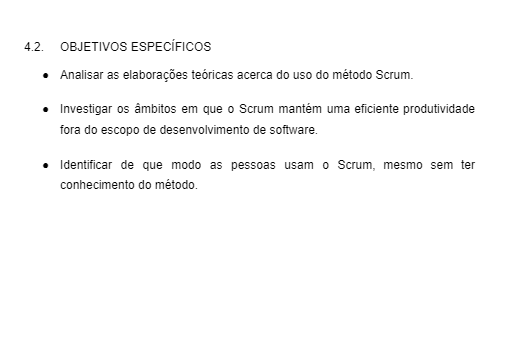 4.2. OBJETIVOS ESPECÍFICOS
● Analisar as elaborações teóricas acerca do uso do método Scrum.
● Investigar os âmbitos em que o Scrum mantém uma eficiente produtividade
fora do escopo de desenvolvimento de software.
● Identificar de que modo as pessoas usam o Scrum, mesmo sem ter
conhecimento do método.